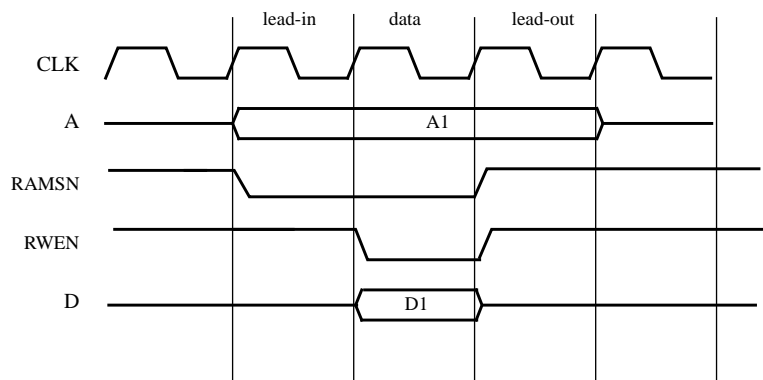 lead-in data lead-out
CLK
A A1
RAMSN
RWEN
D D1